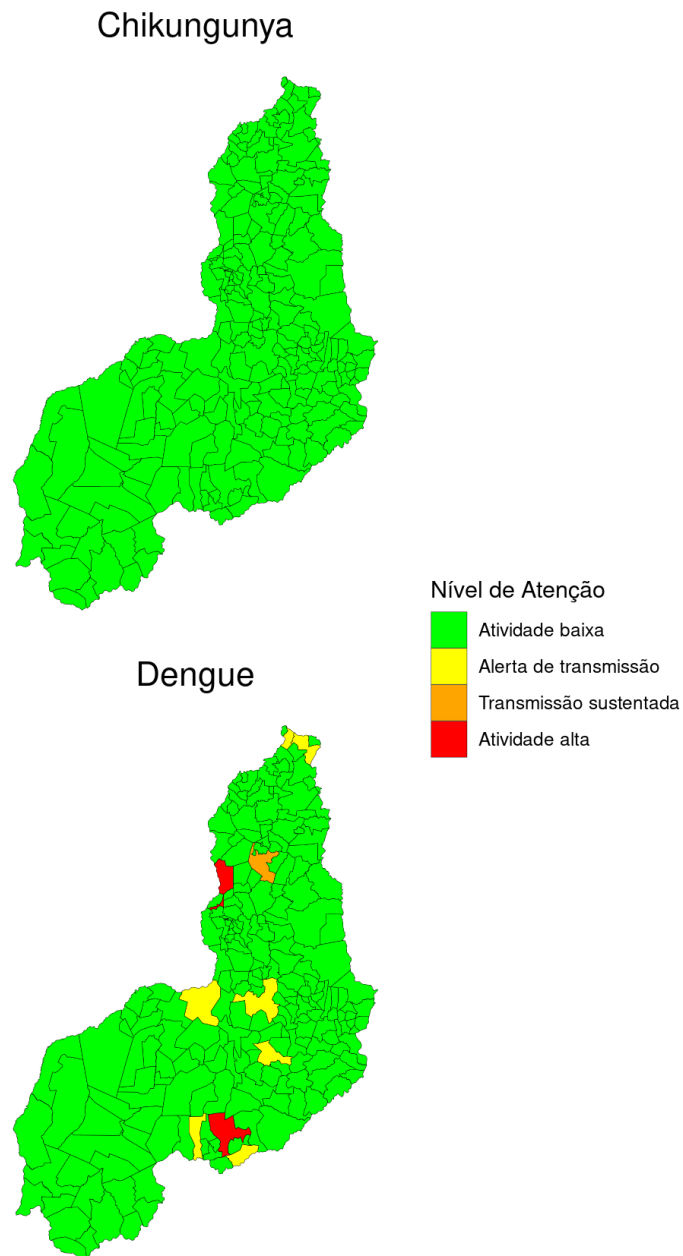 Chikungunya
Nível de Atenção
Atividade baixa
Alerta de transmissão
Transmissão sustentada
Atividade alta
Dengue